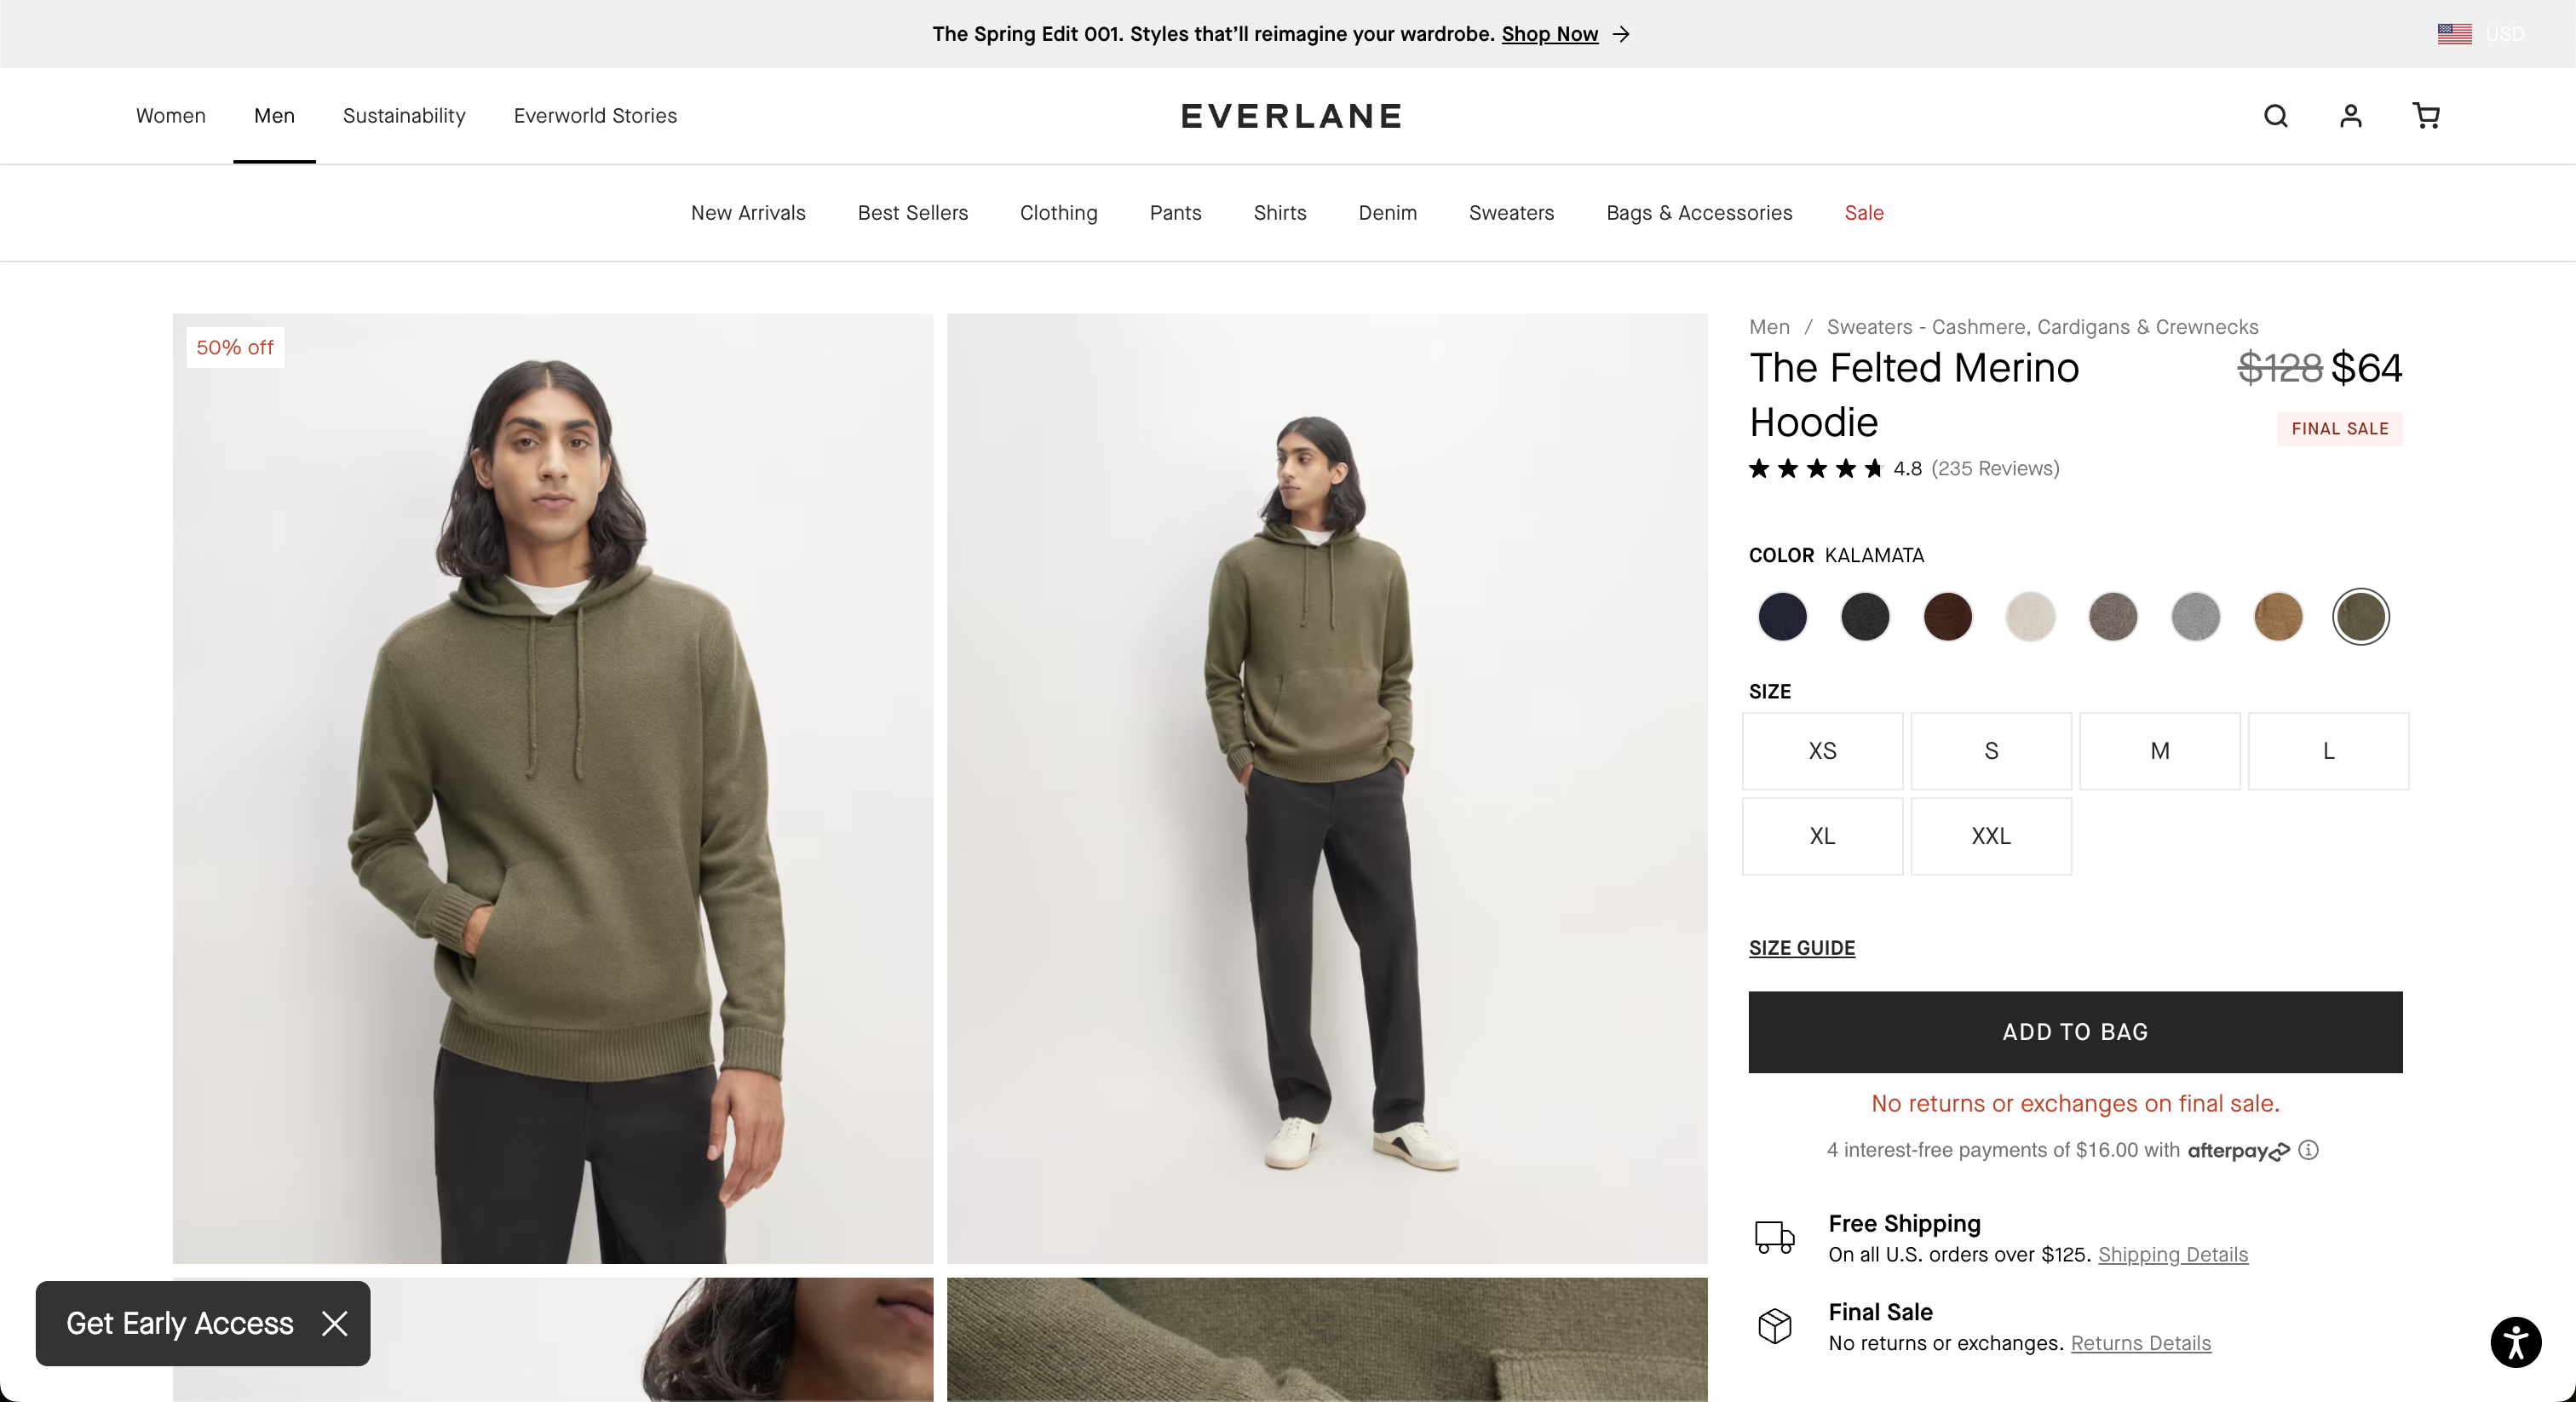 The Spring Edit 001. Styles that'll reimagine your wardrobe. Shop Now →
USD
Women
Men
Sustainability
Everworld Stories
EVERLANE
New Arrivals
Best Sellers
Clothing
Pants
Shirts
Denim
Sweaters
Bags & Accessories
Sale
50% off
Men / Sweaters - Cashmere, Cardigans & Crewnecks
The Felted Merino
Hoodie
$128 $64
FINAL SALE
4.8 (235 Reviews)
COLOR KALAMATA
SIZE
XS
S
M
L
XL
XXL
SIZE GUIDE
ADD TO BAG
No returns or exchanges on final sale.
4 interest-free payments of $16.00 with afterpay
Free Shipping
On all U.S. orders over $125. Shipping Details
Final Sale
No returns or exchanges. Returns Details
Get Early Access